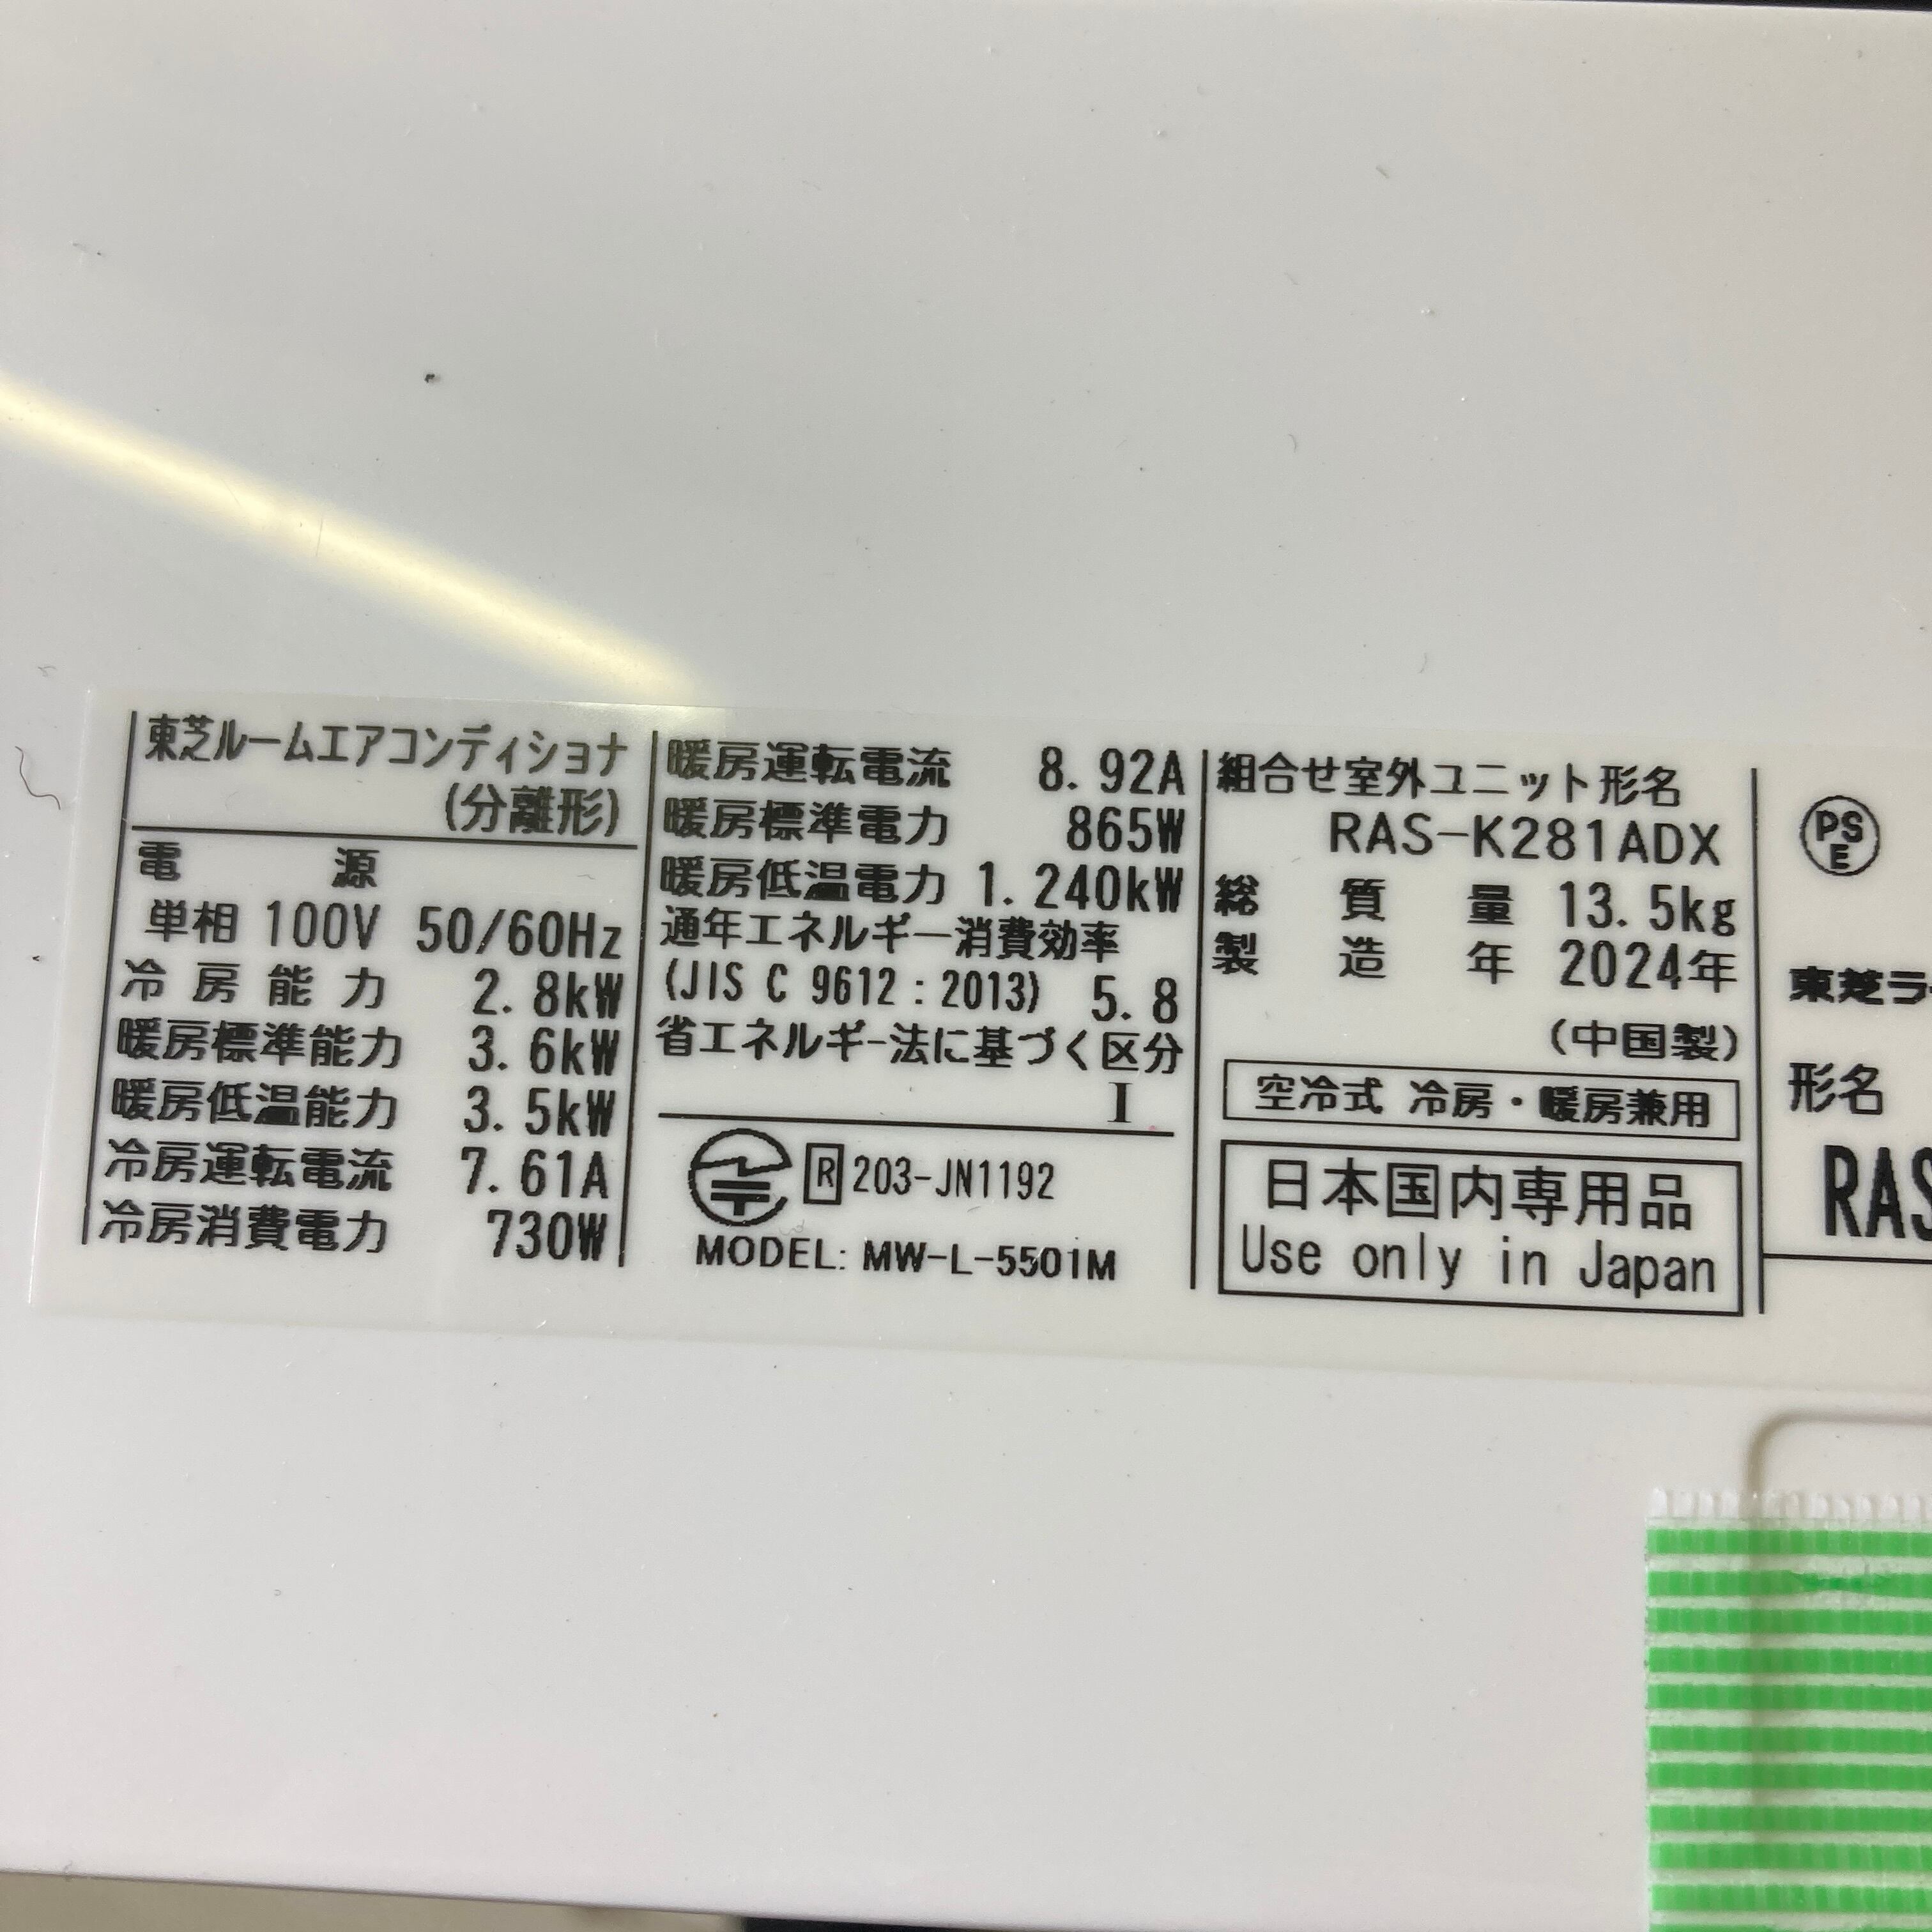 東芝ルームエアコンディショナ
(分離形)
電 源
単相 100V 50/60Hz
冷房能力 2.8kW
暖房標準能力 3.6kW
暖房低温能力 3.5kW
冷房運転電流 7.61A
冷房消費電力 730W
暖房運転電流 8.92A
暖房標準電力 865W
暖房低温電力 1.240kW
通年エネルギー消費効率
(JIS C 9612：2013) 5.8
省エネルギー法に基づく区分
I
R 203-JN1192
MODEL: MW-L-5501M
組合せ室外ユニット形名
RAS-K281ADX
総 質 量 13.5kg
製 造 年 2024年
(中国製)
空冷式 冷房・暖房兼用
日本国内専用品
Use only in Japan
PS
E
東芝ラ
形名
RAS